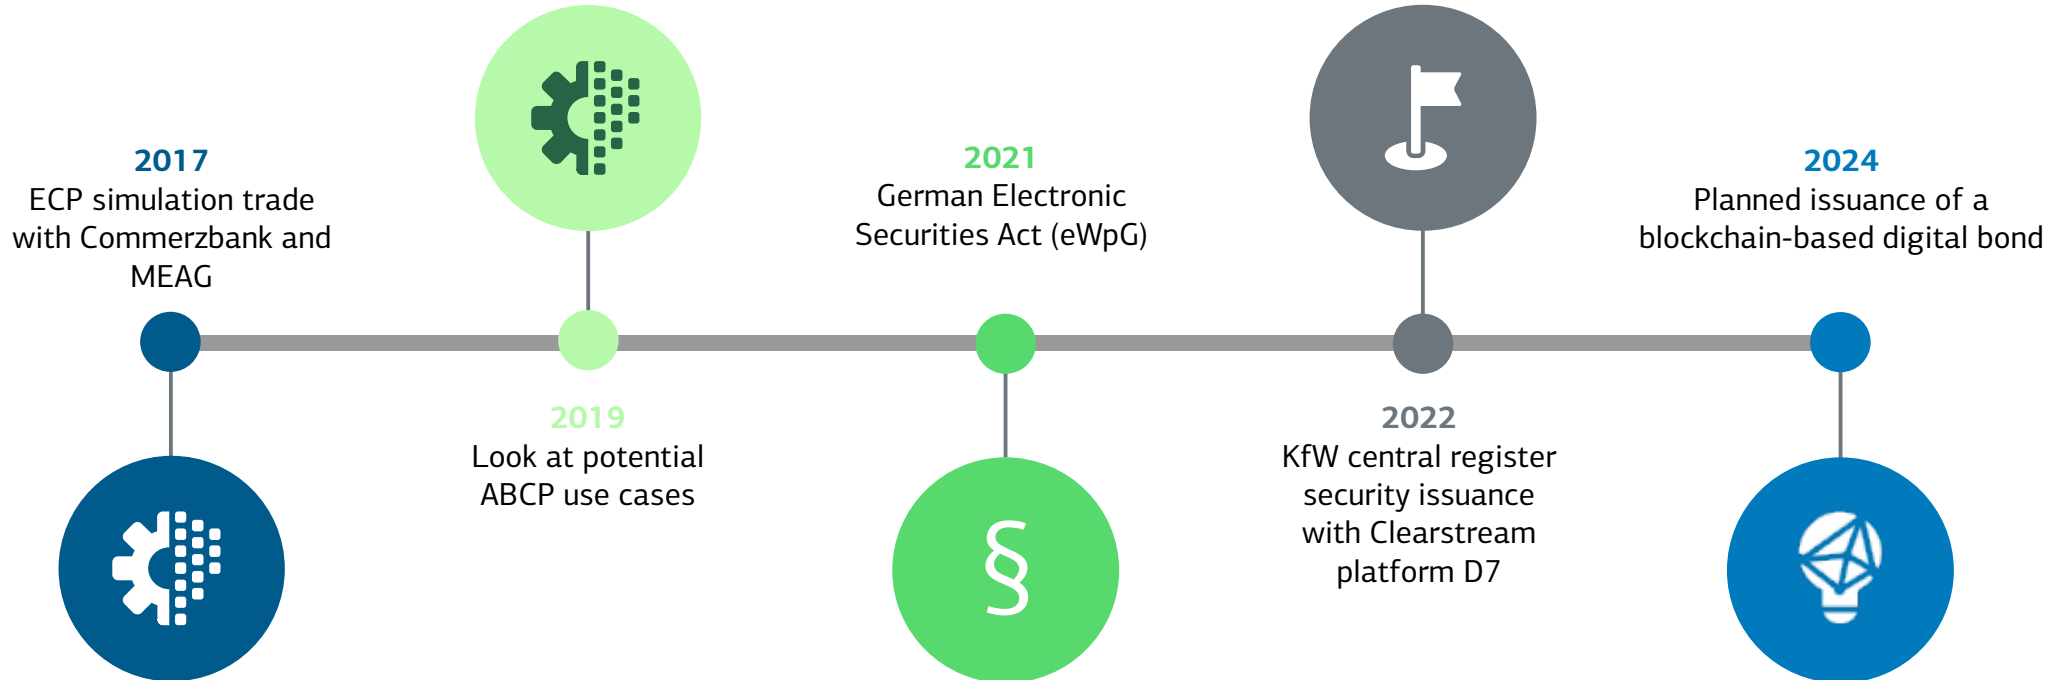 2017
ECP simulation trade
with Commerzbank and
MEAG
2019
Look at potential
ABCP use cases
2021
German Electronic
Securities Act (eWpG)
§
2022
KfW central register
security issuance
with Clearstream
platform D7
2024
Planned issuance of a
blockchain-based digital bond